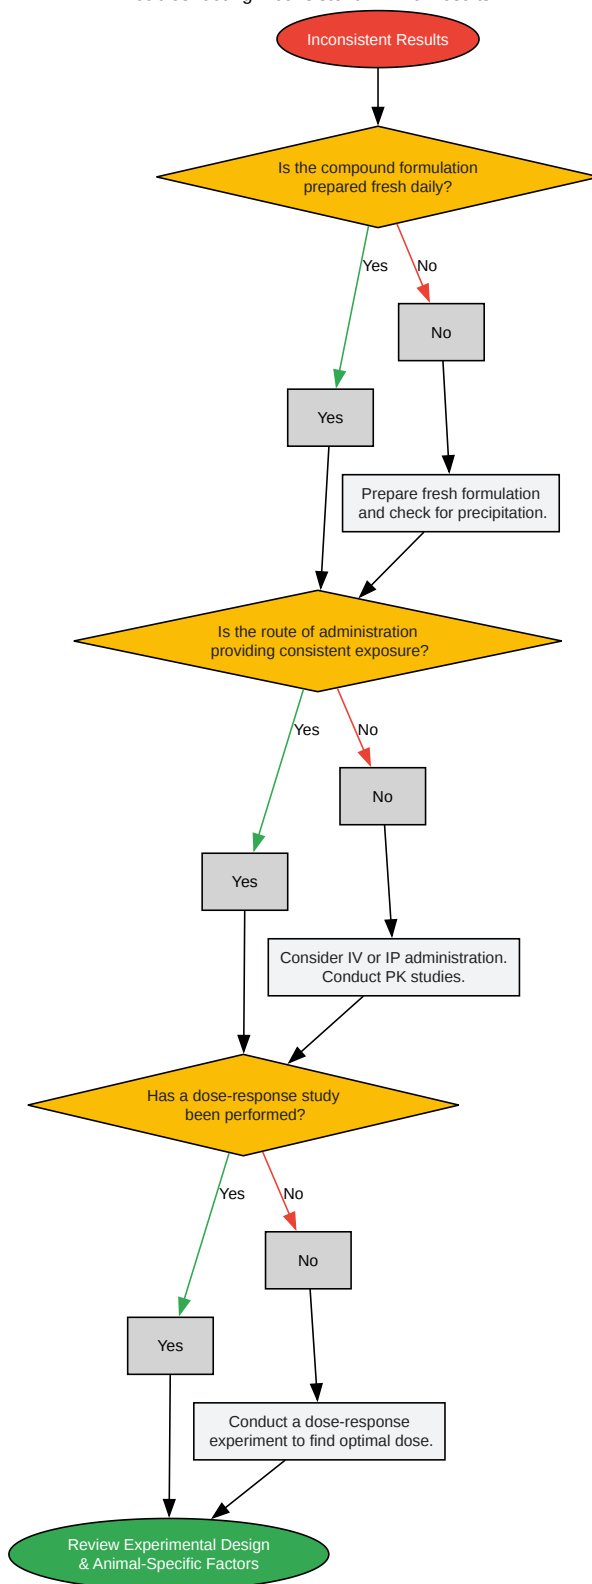 Inconsistent Results
Is the compound formulation
prepared fresh daily?
Yes
No
No
Yes
Prepare fresh formulation
and check for precipitation.
Is the route of administration
providing consistent exposure?
Yes
No
No
Yes
Consider IV or IP administration.
Conduct PK studies.
Has a dose-response study
been performed?
Yes
No
No
Yes
Conduct a dose-response
experiment to find optimal dose.
Review Experimental Design
& Animal-Specific Factors